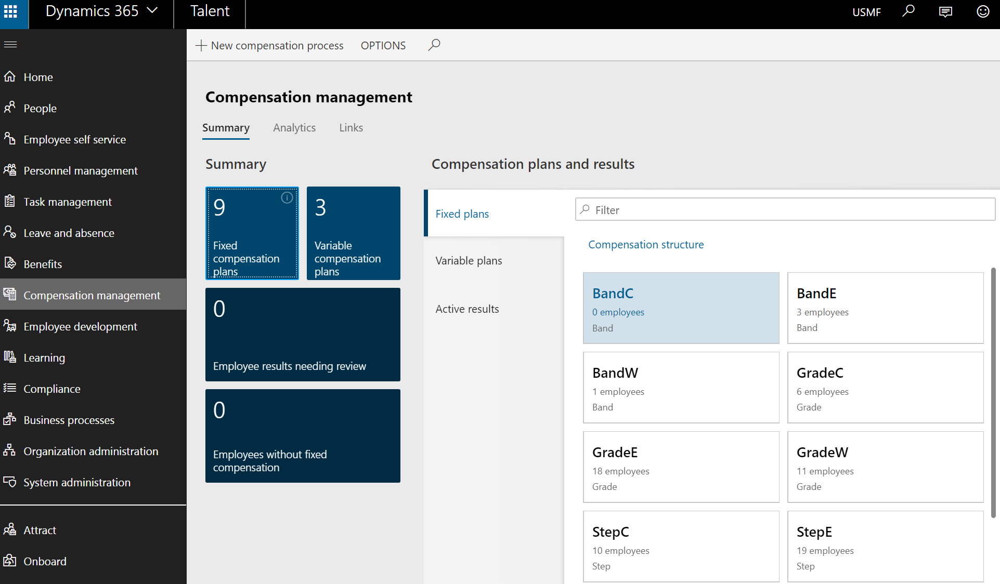 Dynamics 365
Talent
USMF
New compensation process
OPTIONS
Home
People
Employee self service
Personnel management
Task management
Leave and absence
Benefits
Compensation management
Employee development
Learning
Compliance
Business processes
Organization administration
System administration
Attract
Onboard
Compensation management
Summary
Analytics
Links
Summary
9
Fixed
compensation
plans
3
Variable
compensation
plans
0
Employee results needing review
0
Employees without fixed
compensation
Compensation plans and results
Fixed plans
Variable plans
Active results
Filter
Compensation structure
BandC
0 employees
Band
BandE
3 employees
Band
BandW
1 employees
Band
GradeC
6 employees
Grade
GradeE
18 employees
Grade
GradeW
11 employees
Grade
StepC
10 employees
Step
StepE
19 employees
Step